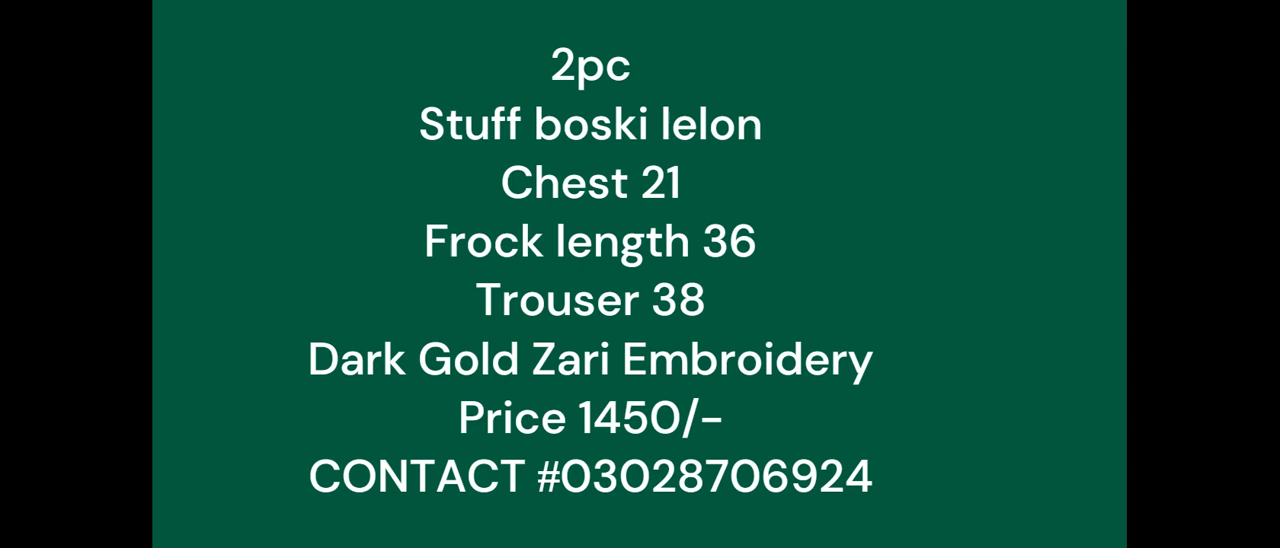 2pc
Stuff boski lelon
Chest 21
Frock length 36
Trouser 38
Dark Gold Zari Embroidery
Price 1450/-
CONTACT #03028706924